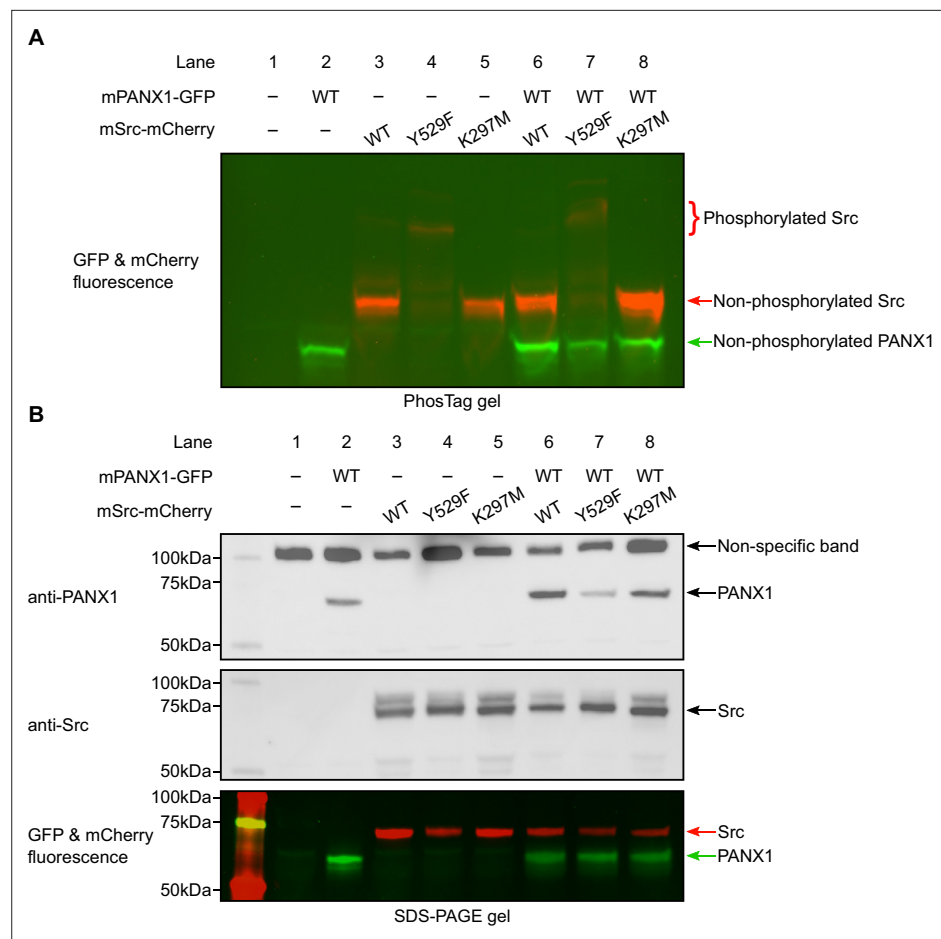 A
Lane 1 2 3 4 5 6 7 8
mPANX1-GFP – WT – – – WT WT WT
mSrc-mCherry – – WT Y529F K297M WT Y529F K297M
GFP & mCherry
fluorescence
Phosphorylated Src
Non-phosphorylated Src
Non-phosphorylated PANX1
PhosTag gel
B
Lane 1 2 3 4 5 6 7 8
mPANX1-GFP – WT – – – WT WT WT
mSrc-mCherry – – WT Y529F K297M WT Y529F K297M
anti-PANX1
100kDa
75kDa
50kDa
Non-specific band
PANX1
anti-Src
100kDa
75kDa
50kDa
Src
GFP & mCherry
fluorescence
100kDa
75kDa
50kDa
Src
PANX1
SDS-PAGE gel